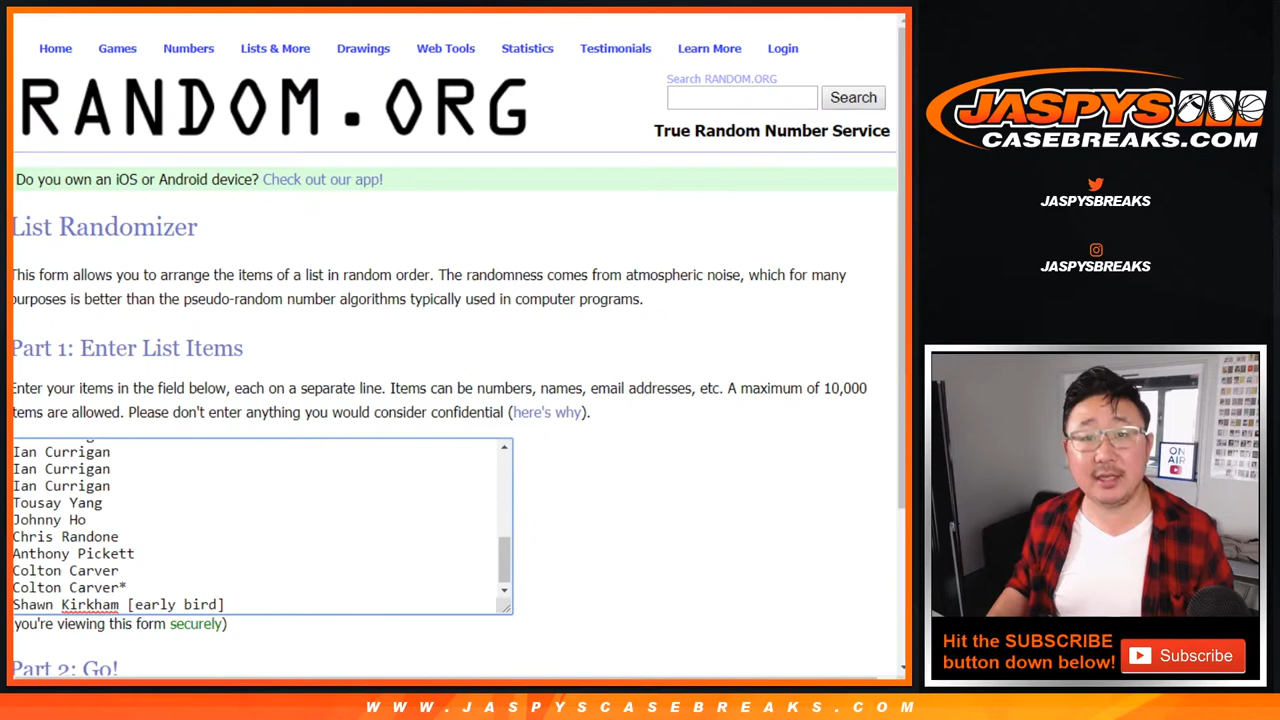 Home Games Numbers Lists & More Drawings Web Tools Statistics Testimonials Learn More Login
RANDOM.ORG
Search RANDOM.ORG
Search
True Random Number Service
Do you own an iOS or Android device? Check out our app!
List Randomizer
This form allows you to arrange the items of a list in random order. The randomness comes from atmospheric noise, which for many
purposes is better than the pseudo-random number algorithms typically used in computer programs.
Part 1: Enter List Items
Enter your items in the field below, each on a separate line. Items can be numbers, names, email addresses, etc. A maximum of 10,000
items are allowed. Please don't enter anything you would consider confidential (here's why).
Ian Currigan
Ian Currigan
Ian Currigan
Tousay Yang
Johnny Ho
Chris Randone
Anthony Pickett
Colton Carver
Colton Carver*
Shawn Kirkham [early bird]
you're viewing this form securely)
Part 2: Go!
JASPYS
CASEBREAKS.COM
JASPYSBREAKS
JASPYSBREAKS
ON
AIR
Hit the SUBSCRIBE
button down below!
Subscribe
WWW.JASPYSCASEBREAKS.COM